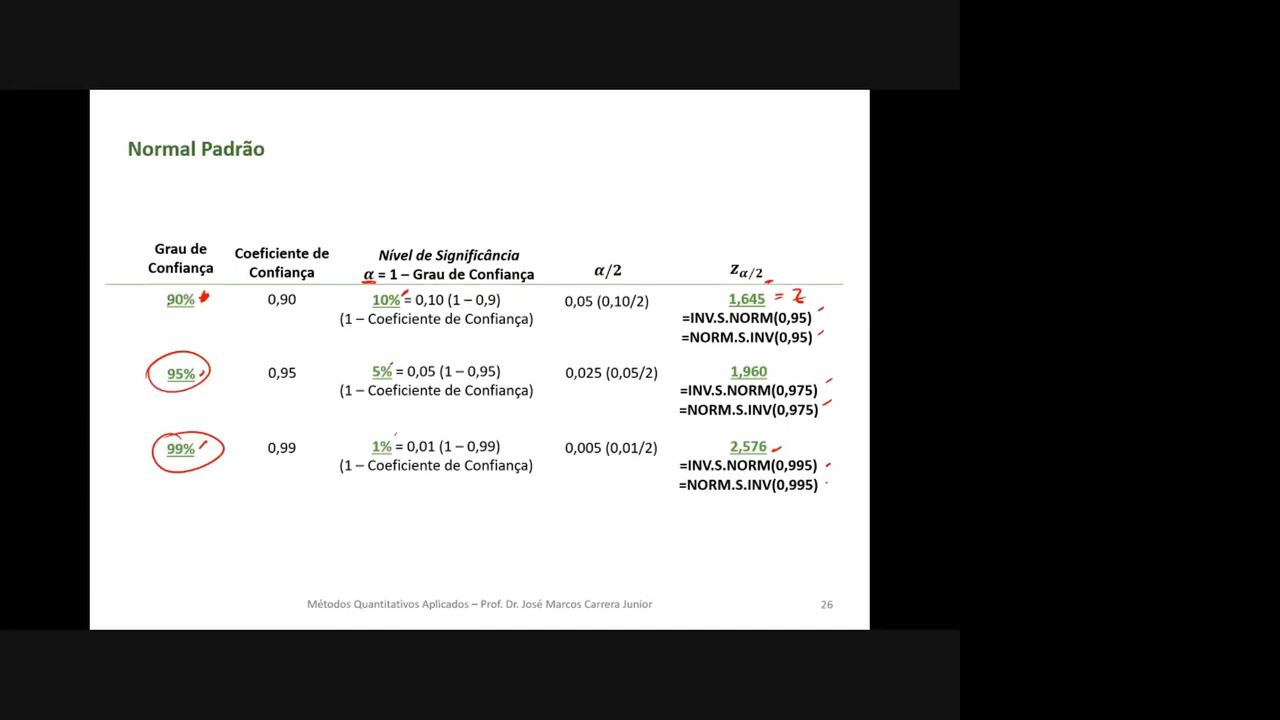 Normal Padrão
Grau de Confiança
Coeficiente de Confiança
Nível de Significância
α = 1 – Grau de Confiança
α/2
Zα/2
90%
0,90
10% = 0,10 (1 – 0,9)
(1 – Coeficiente de Confiança)
0,05 (0,10/2)
1,645 = Z
=INV.S.NORM(0,95)
=NORM.S.INV(0,95)
95%
0,95
5% = 0,05 (1 – 0,95)
(1 – Coeficiente de Confiança)
0,025 (0,05/2)
1,960
=INV.S.NORM(0,975)
=NORM.S.INV(0,975)
99%
0,99
1% = 0,01 (1 – 0,99)
(1 – Coeficiente de Confiança)
0,005 (0,01/2)
2,576
=INV.S.NORM(0,995)
=NORM.S.INV(0,995)
Métodos Quantitativos Aplicados – Prof. Dr. José Marcos Carrera Junior
26